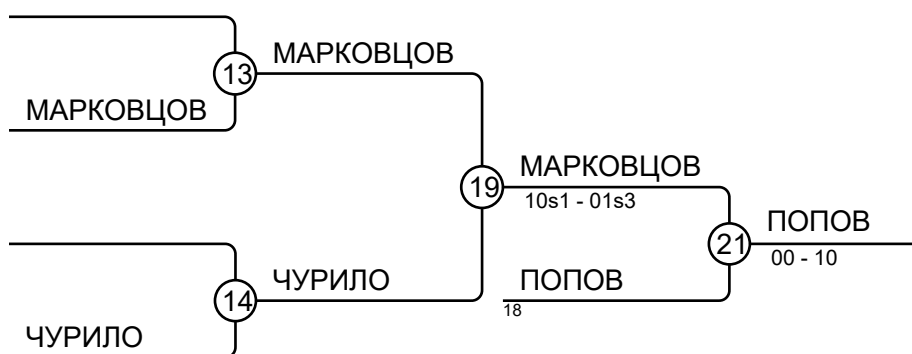 13
МАРКОВЦОВ
МАРКОВЦОВ
19
МАРКОВЦОВ
10s1 - 01s3
21
ПОПОВ
00 - 10
ПОПОВ
18
14
ЧУРИЛО
ЧУРИЛО